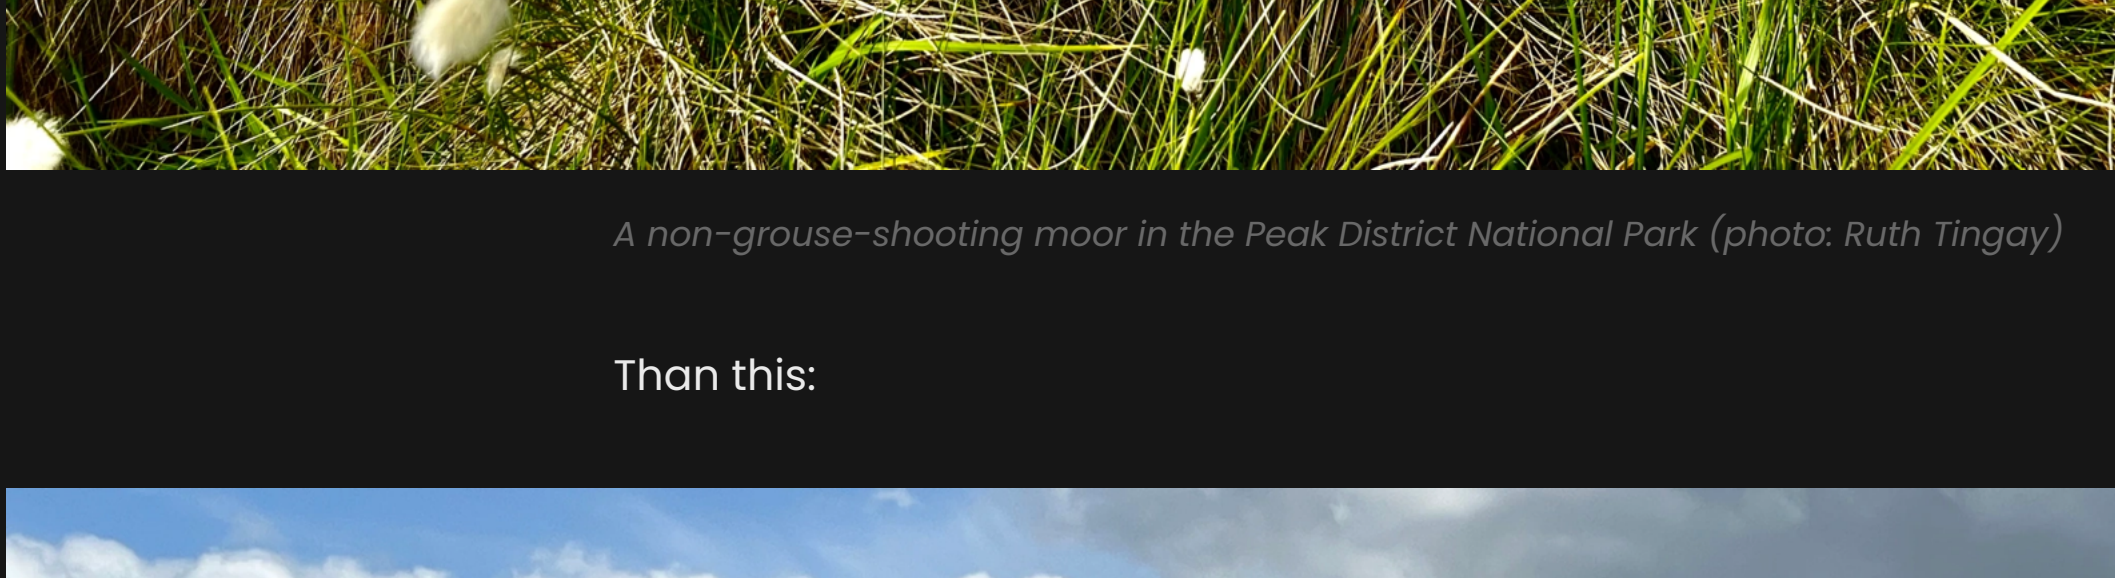 A non-grouse-shooting moor in the Peak District National Park (photo: Ruth Tingay)
Than this: